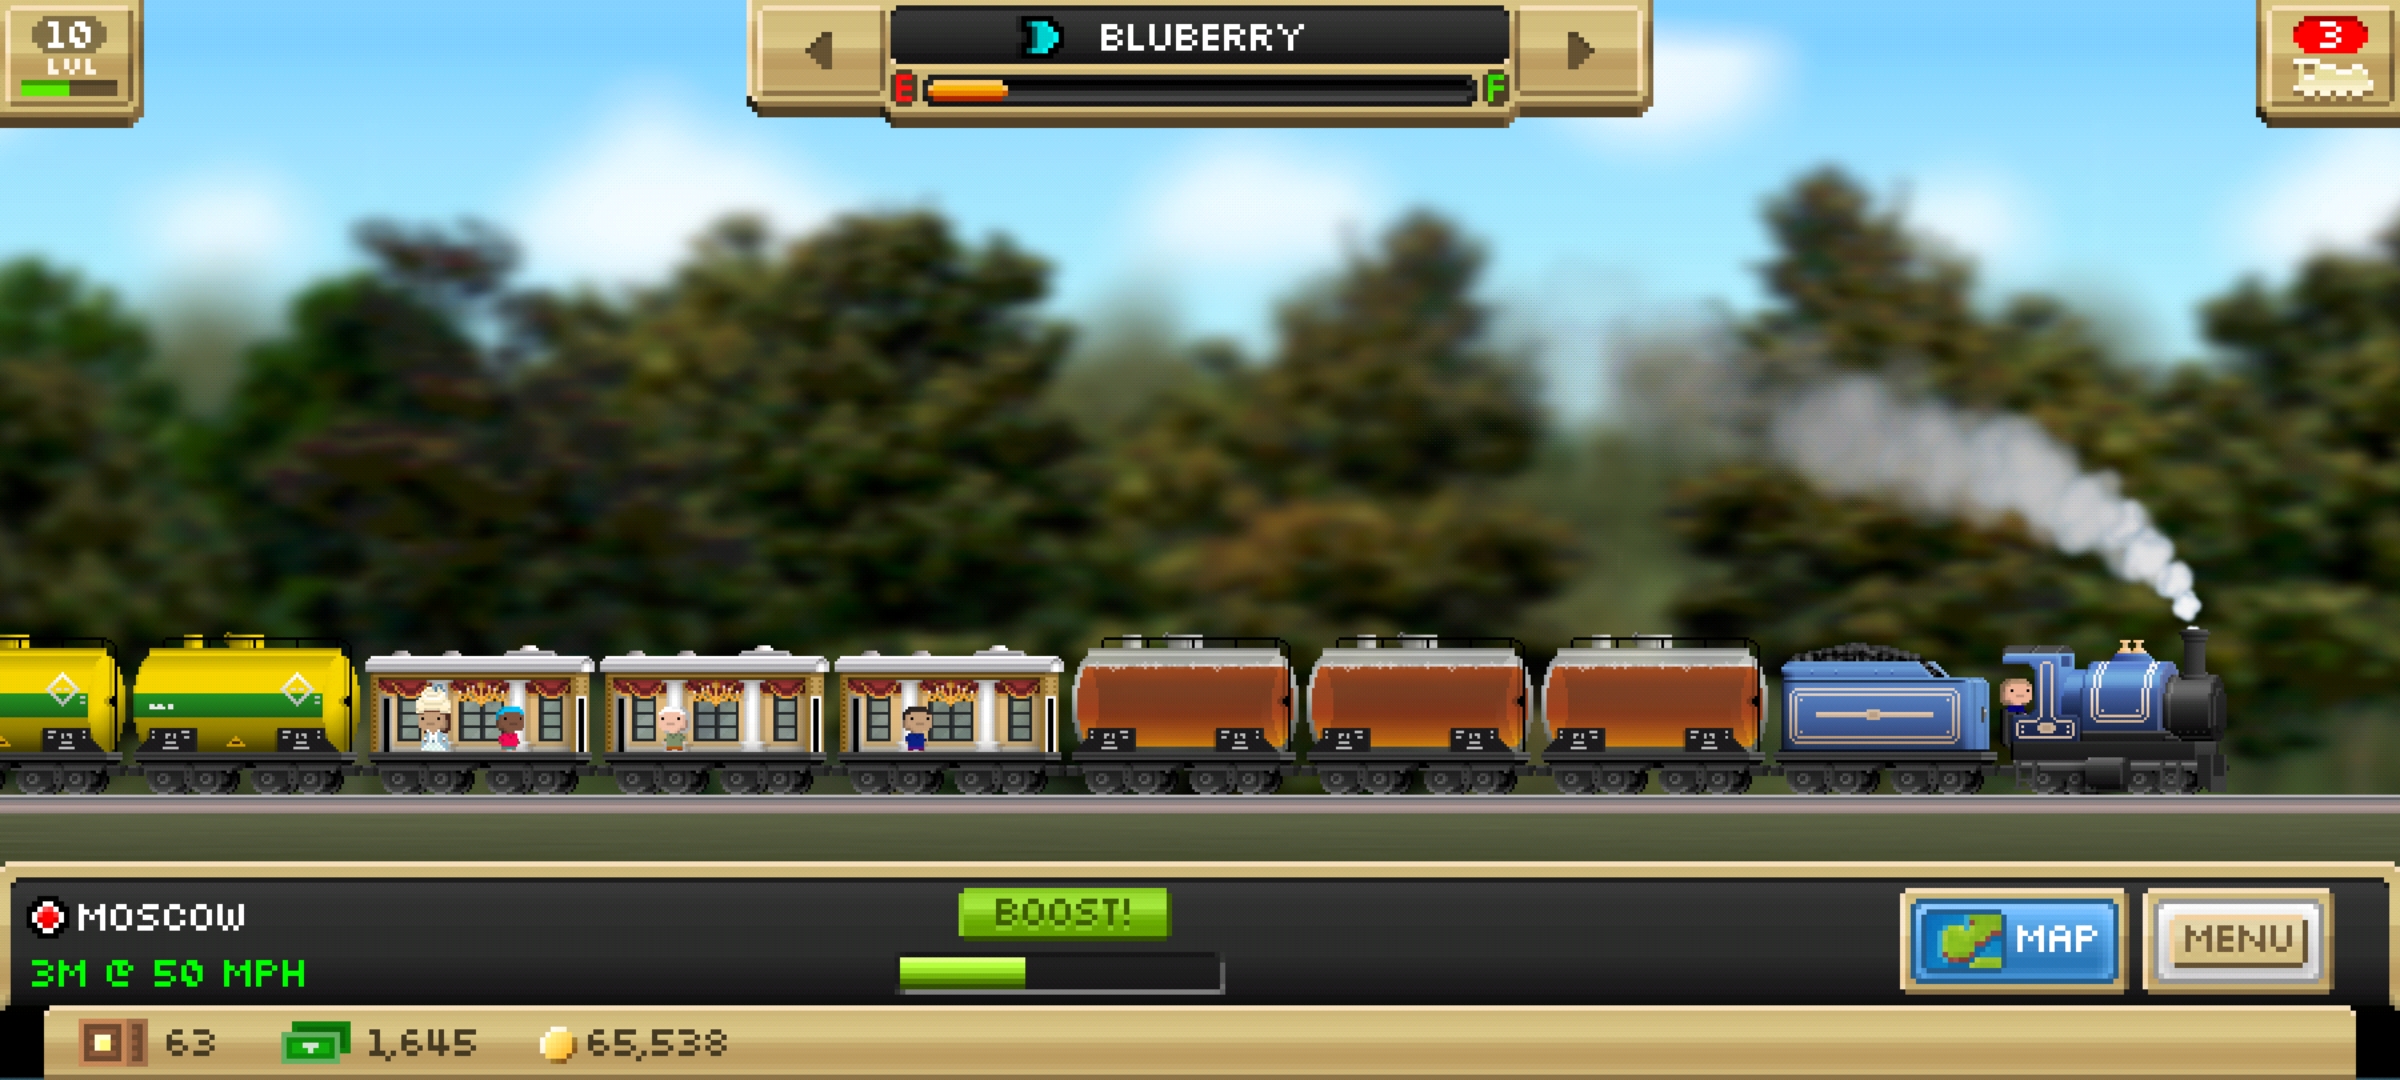 10
LVL
BLUBERRY
E F
3
MOSCOW
3M @ 50 MPH
BOOST!
MAP
MENU
63 1,645 65,538